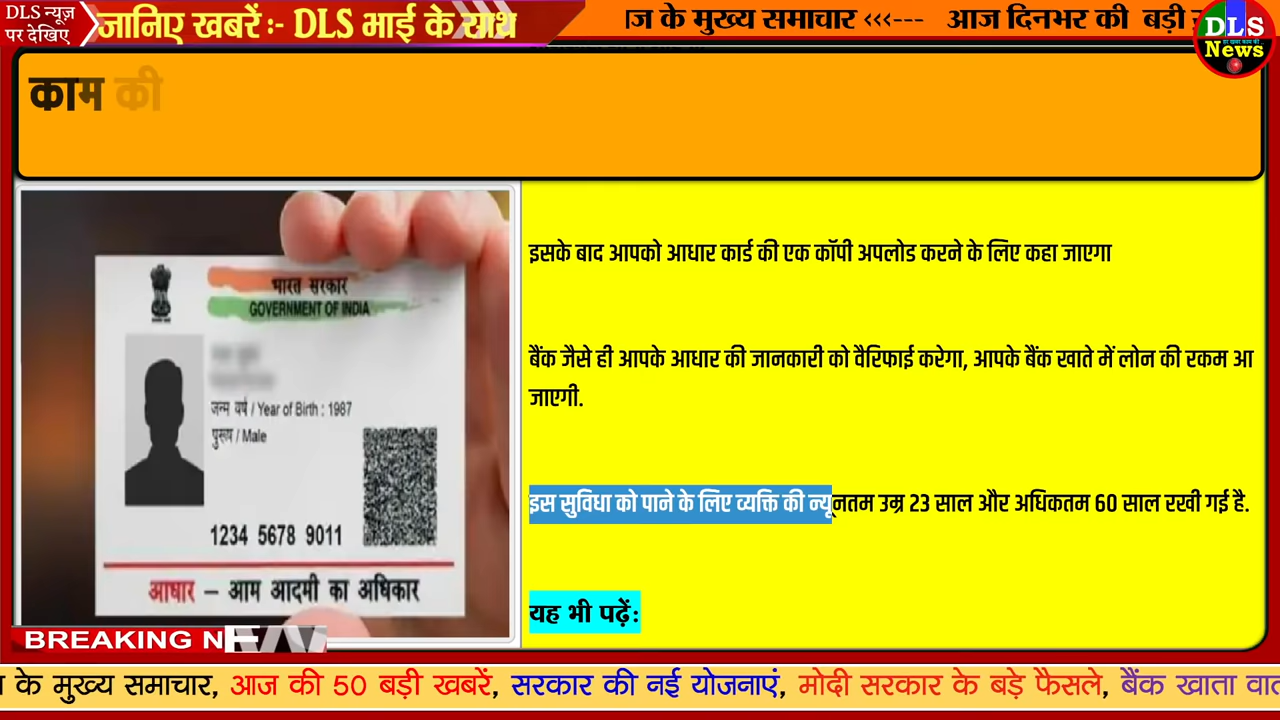 DLS न्यूज़
पर देखिए
जानिए खबरें :- DLS भाई के साथ
ज के मुख्य समाचार ‹‹‹--- आज दिनभर की बड़ी
DLS
News
काम की
भारत सरकार
GOVERNMENT OF INDIA
जन्म वर्ष / Year of Birth : 1987
पुरूष / Male
1234 5678 9011
आधार – आम आदमी का अधिकार
इसके बाद आपको आधार कार्ड की एक कॉपी अपलोड करने के लिए कहा जाएगा
बैंक जैसे ही आपके आधार की जानकारी को वैरिफाई करेगा, आपके बैंक खाते में लोन की रकम आ
जाएगी.
इस सुविधा को पाने के लिए व्यक्ति की न्यूनतम उम्र 23 साल और अधिकतम 60 साल रखी गई है.
यह भी पढ़ें:
BREAKING NEW
के मुख्य समाचार, आज की 50 बड़ी खबरें, सरकार की नई योजनाएं, मोदी सरकार के बड़े फैसले, बैंक खाता